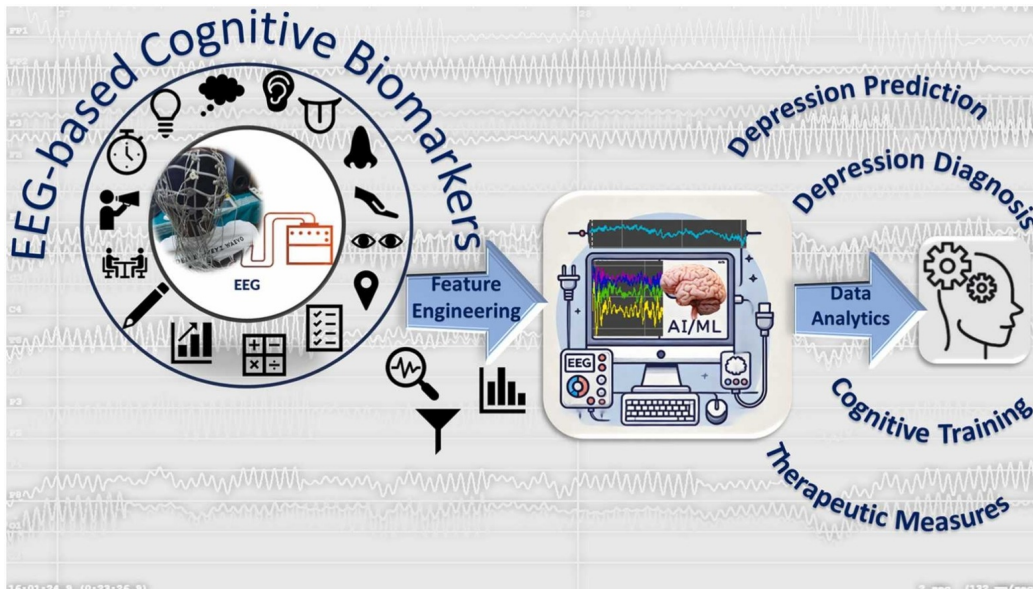 EEG-based Cognitive Biomarkers
EEG
Feature
Engineering
EEG
AI/ML
Data
Analytics
Depression Prediction
Depression Diagnosis
Cognitive Training
Therapeutic Measures